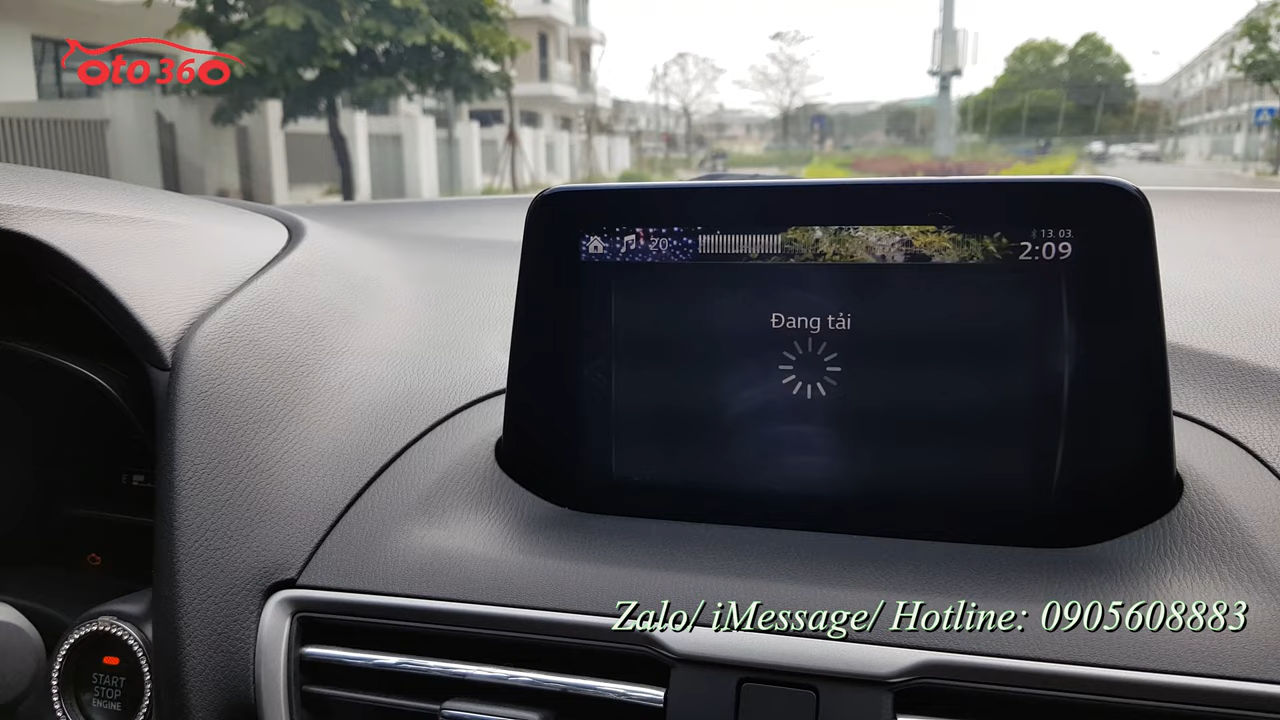 oto360
20°
13. 03.
2:09
Đang tải
E
Zalo/ iMessage/ Hotline: 0905608883
START
STOP
ENGINE